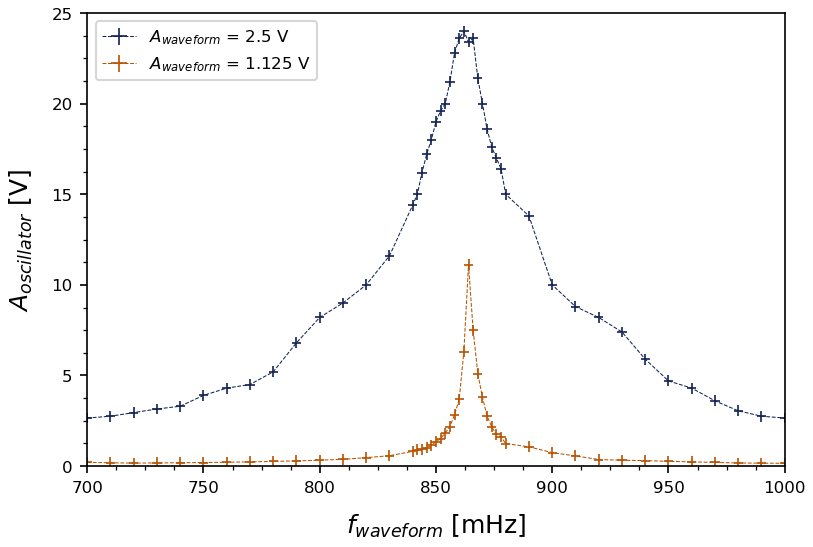 25
20
15
10
5
0
A_oscillator [V]
A_waveform = 2.5 V
A_waveform = 1.125 V
700 750 800 850 900 950 1000
f_waveform [mHz]